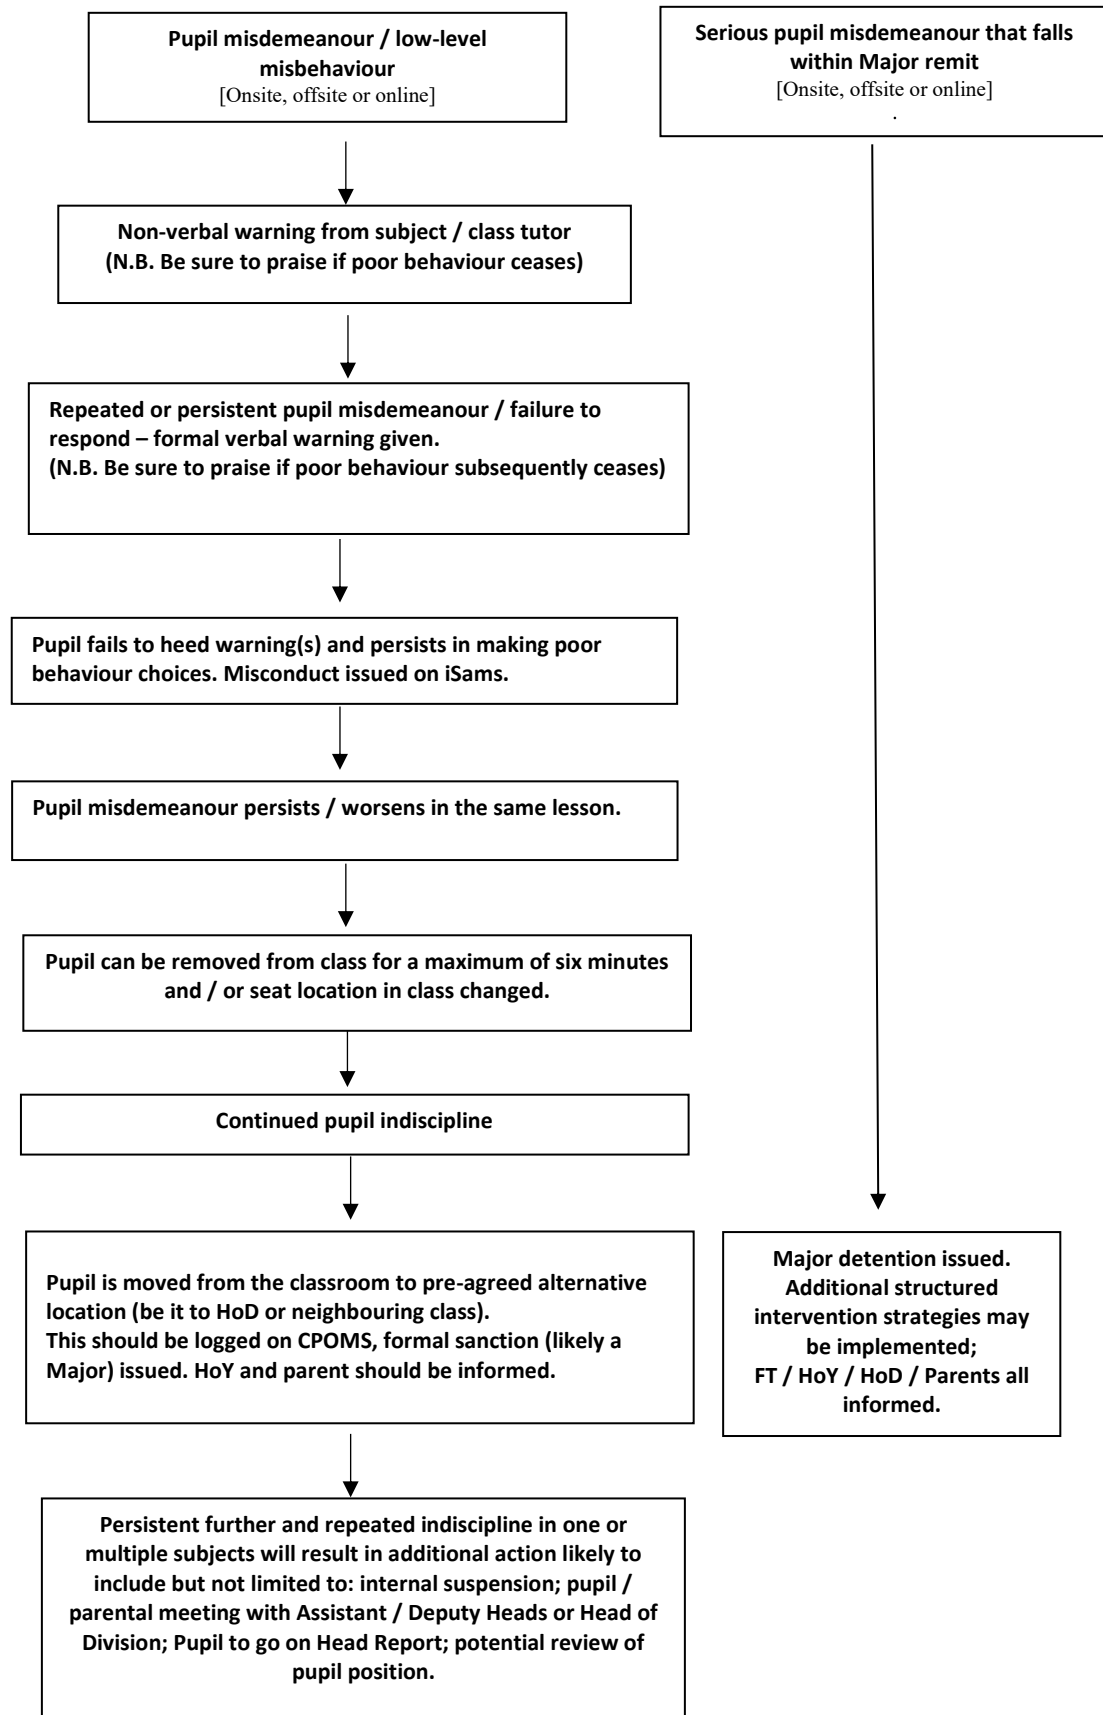 Pupil misdemeanour / low-level
misbehaviour
[Onsite, offsite or online]
Serious pupil misdemeanour that falls
within Major remit
[Onsite, offsite or online]
.
Non-verbal warning from subject / class tutor
(N.B. Be sure to praise if poor behaviour ceases)
Repeated or persistent pupil misdemeanour / failure to
respond – formal verbal warning given.
(N.B. Be sure to praise if poor behaviour subsequently ceases)
Pupil fails to heed warning(s) and persists in making poor
behaviour choices. Misconduct issued on iSams.
Pupil misdemeanour persists / worsens in the same lesson.
Pupil can be removed from class for a maximum of six minutes
and / or seat location in class changed.
Continued pupil indiscipline
Pupil is moved from the classroom to pre-agreed alternative
location (be it to HoD or neighbouring class).
This should be logged on CPOMS, formal sanction (likely a
Major) issued. HoY and parent should be informed.
Major detention issued.
Additional structured
intervention strategies may
be implemented;
FT / HoY / HoD / Parents all
informed.
Persistent further and repeated indiscipline in one or
multiple subjects will result in additional action likely to
include but not limited to: internal suspension; pupil /
parental meeting with Assistant / Deputy Heads or Head of
Division; Pupil to go on Head Report; potential review of
pupil position.